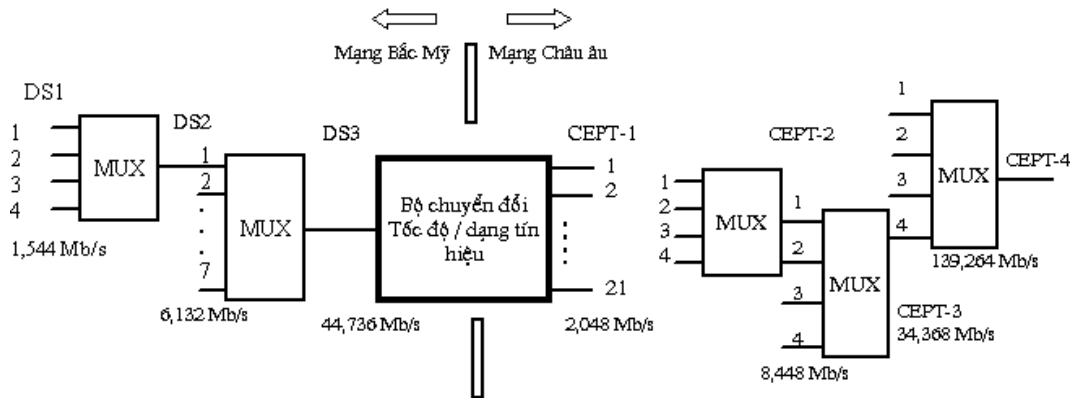 Mạng Bắc Mỹ
Mạng Châu âu
DS1
1
2
3
4
MUX
1,544 Mb/s
DS2
1
2
7
MUX
6,132 Mb/s
DS3
44,736 Mb/s
Bộ chuyển đổi
Tốc độ / dạng tín
hiệu
CEPT-1
1
2
21
2,048 Mb/s
CEPT-2
1
2
3
4
MUX
1
2
3
4
MUX
8,448 Mb/s
CEPT-3
34,368 Mb/s
1
2
3
4
MUX
CEPT-4
139,264 Mb/s